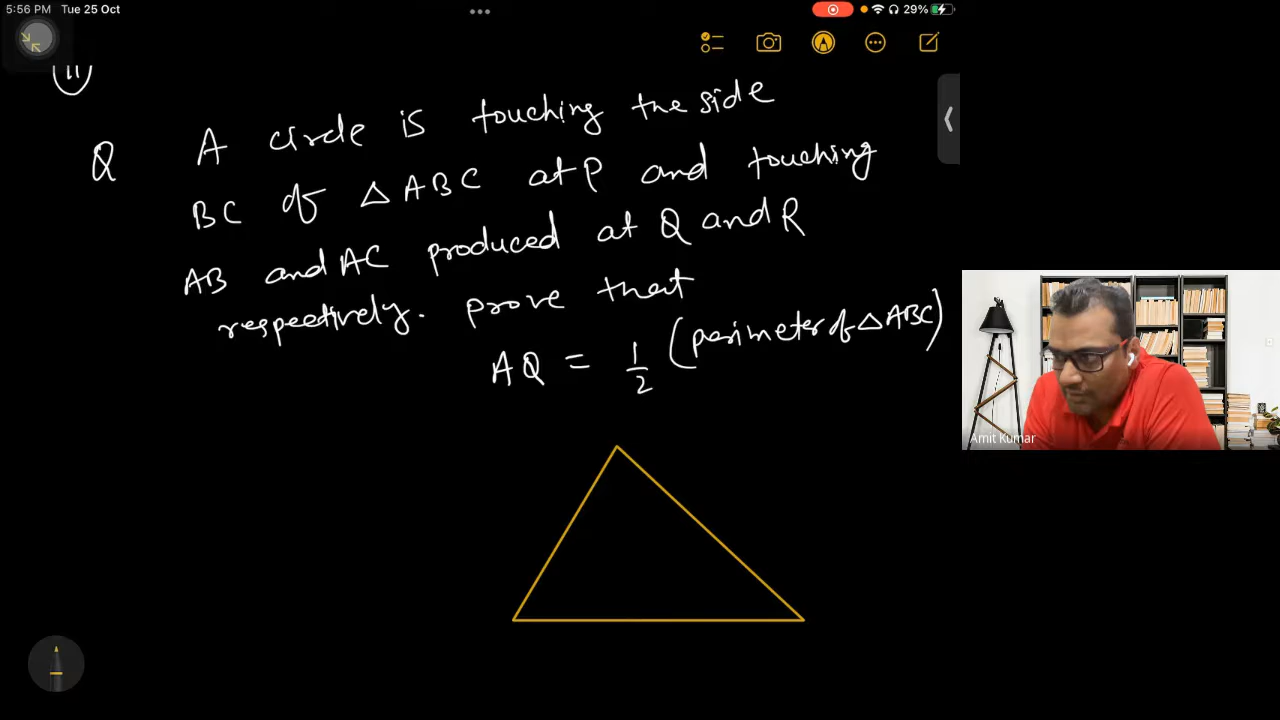 5:56 PM Tue 25 Oct
29%
11
Q A circle is touching the side
BC of △ABC at P and touching
AB and AC produced at Q and R
respectively. prove that
AQ = 1/2 (perimeter of △ABC)
Amit Kumar